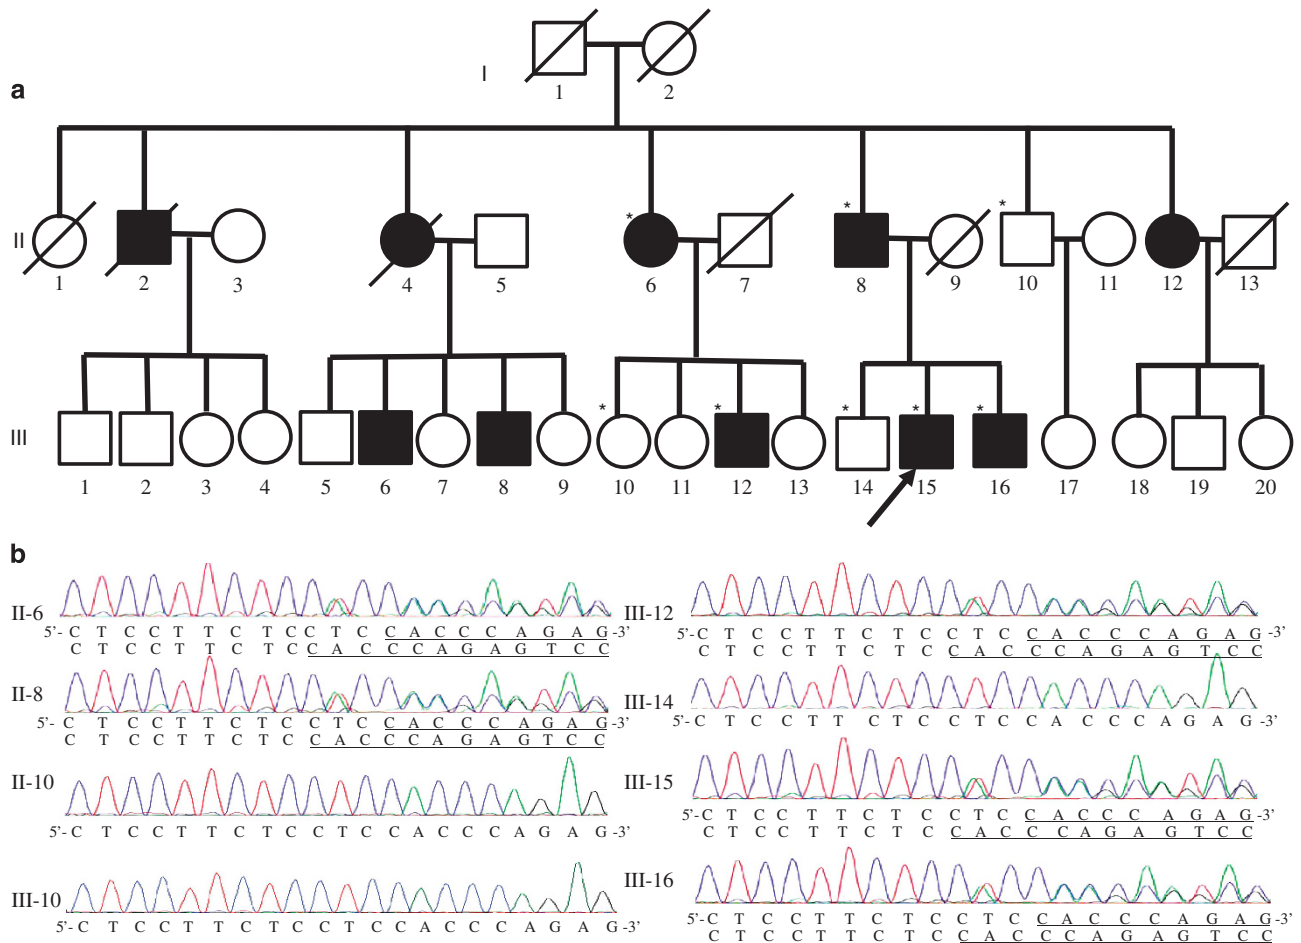 a
I
1 2
II
1 2 3 4 5 6 7 8 9 10 11 12 13
* * *
III
1 2 3 4 5 6 7 8 9 10 11 12 13 14 15 16 17 18 19 20
* * * * *
b
II-6
5'- C T C C T T C T C C T C C A C C C A G A G -3'
C T C C T T C T C C A C C C A G A G T C C
II-8
5'- C T C C T T C T C C T C C A C C C A G A G -3'
C T C C T T C T C C A C C C A G A G T C C
II-10
5'- C T C C T T C T C C T C C A C C C A G A G -3'
III-10
5'- C T C C T T C T C C T C C A C C C A G A G -3'
III-12
5'- C T C C T T C T C C T C C A C C C A G A G -3'
C T C C T T C T C C A C C C A G A G T C C
III-14
5'- C T C C T T C T C C T C C A C C C A G A G -3'
III-15
5'- C T C C T T C T C C T C C A C C C A G A G -3'
C T C C T T C T C C A C C C A G A G T C C
III-16
5'- C T C C T T C T C C T C C A C C C A G A G -3'
C T C C T T C T C C A C C C A G A G T C C